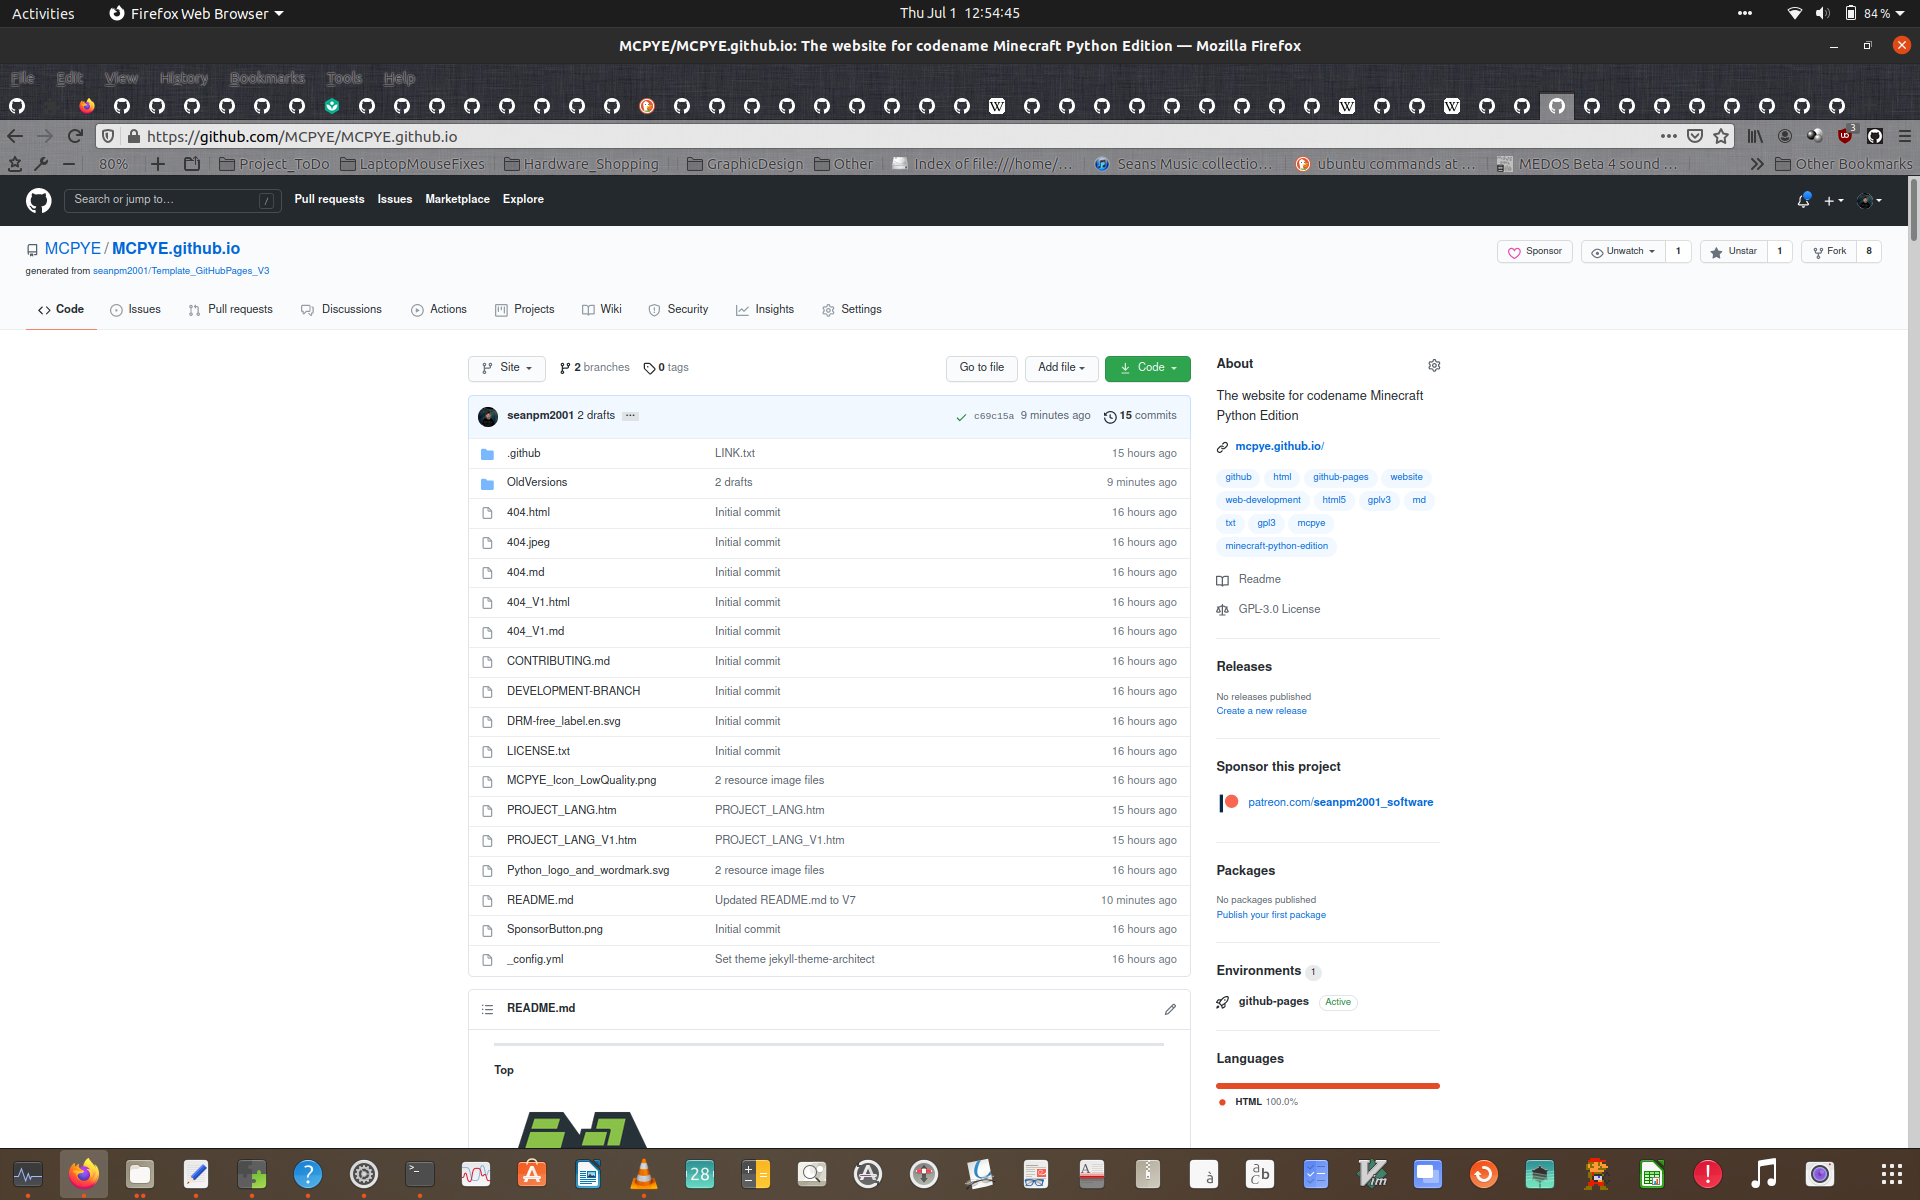 Activities
Firefox Web Browser
Thu Jul 1 12:54:45
84 %
MCPYE/MCPYE.github.io: The website for codename Minecraft Python Edition — Mozilla Firefox
File Edit View History Bookmarks Tools Help
https://github.com/MCPYE/MCPYE.github.io
3
80%
Project_ToDo
LaptopMouseFixes
Hardware_Shopping
GraphicDesign
Other
Index of file:///home/...
Seans Music collectio...
ubuntu commands at ...
MEDOS Beta 4 sound ...
Other Bookmarks
Search or jump to...
/
Pull requests
Issues
Marketplace
Explore
MCPYE / MCPYE.github.io
generated from seanpm2001/Template_GitHubPages_V3
Sponsor
Unwatch 1
Unstar 1
Fork 8
Code
Issues
Pull requests
Discussions
Actions
Projects
Wiki
Security
Insights
Settings
Site
2 branches
0 tags
Go to file
Add file
Code
seanpm2001 2 drafts ...
c69c15a 9 minutes ago
15 commits
.github LINK.txt 15 hours ago
OldVersions 2 drafts 9 minutes ago
404.html Initial commit 16 hours ago
404.jpeg Initial commit 16 hours ago
404.md Initial commit 16 hours ago
404_V1.html Initial commit 16 hours ago
404_V1.md Initial commit 16 hours ago
CONTRIBUTING.md Initial commit 16 hours ago
DEVELOPMENT-BRANCH Initial commit 16 hours ago
DRM-free_label.en.svg Initial commit 16 hours ago
LICENSE.txt Initial commit 16 hours ago
MCPYE_Icon_LowQuality.png 2 resource image files 16 hours ago
PROJECT_LANG.htm PROJECT_LANG.htm 15 hours ago
PROJECT_LANG_V1.htm PROJECT_LANG_V1.htm 15 hours ago
Python_logo_and_wordmark.svg 2 resource image files 16 hours ago
README.md Updated README.md to V7 10 minutes ago
SponsorButton.png Initial commit 16 hours ago
_config.yml Set theme jekyll-theme-architect 16 hours ago
README.md
Top
About
The website for codename Minecraft
Python Edition
mcpye.github.io/
github html github-pages website
web-development html5 gplv3 md
txt gpl3 mcpye
minecraft-python-edition
Readme
GPL-3.0 License
Releases
No releases published
Create a new release
Sponsor this project
patreon.com/seanpm2001_software
Packages
No packages published
Publish your first package
Environments 1
github-pages Active
Languages
HTML 100.0%
28